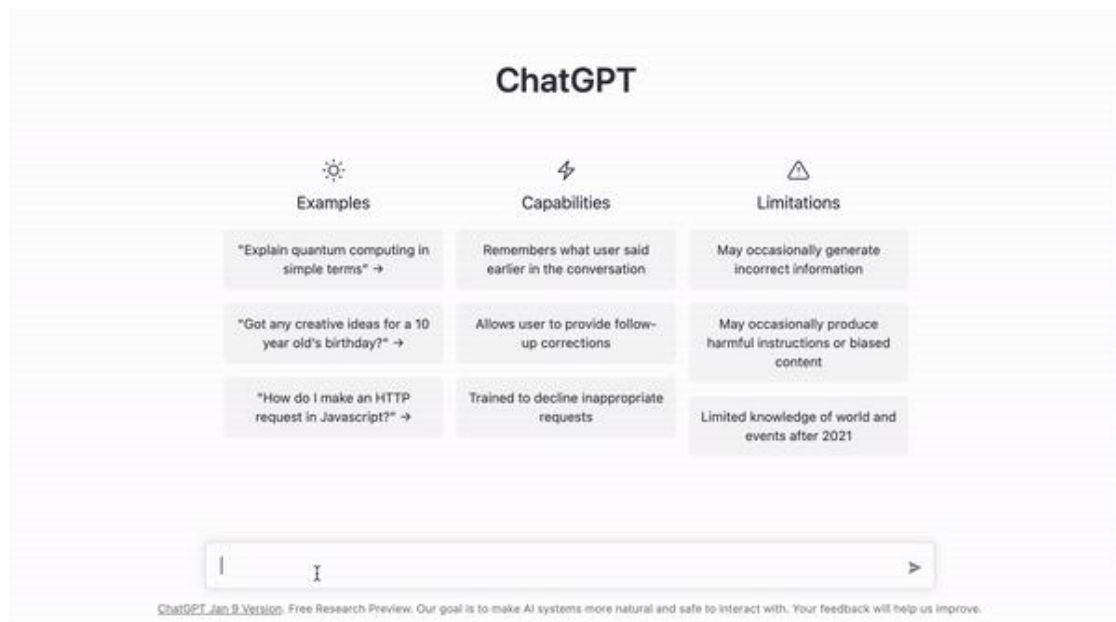 ChatGPT
Examples
"Explain quantum computing in
simple terms" →
"Got any creative ideas for a 10
year old's birthday?" →
"How do I make an HTTP
request in Javascript?" →
Capabilities
Remembers what user said
earlier in the conversation
Allows user to provide follow-
up corrections
Trained to decline inappropriate
requests
Limitations
May occasionally generate
incorrect information
May occasionally produce
harmful instructions or biased
content
Limited knowledge of world and
events after 2021
ChatGPT Jan 9 Version. Free Research Preview. Our goal is to make AI systems more natural and safe to interact with. Your feedback will help us improve.